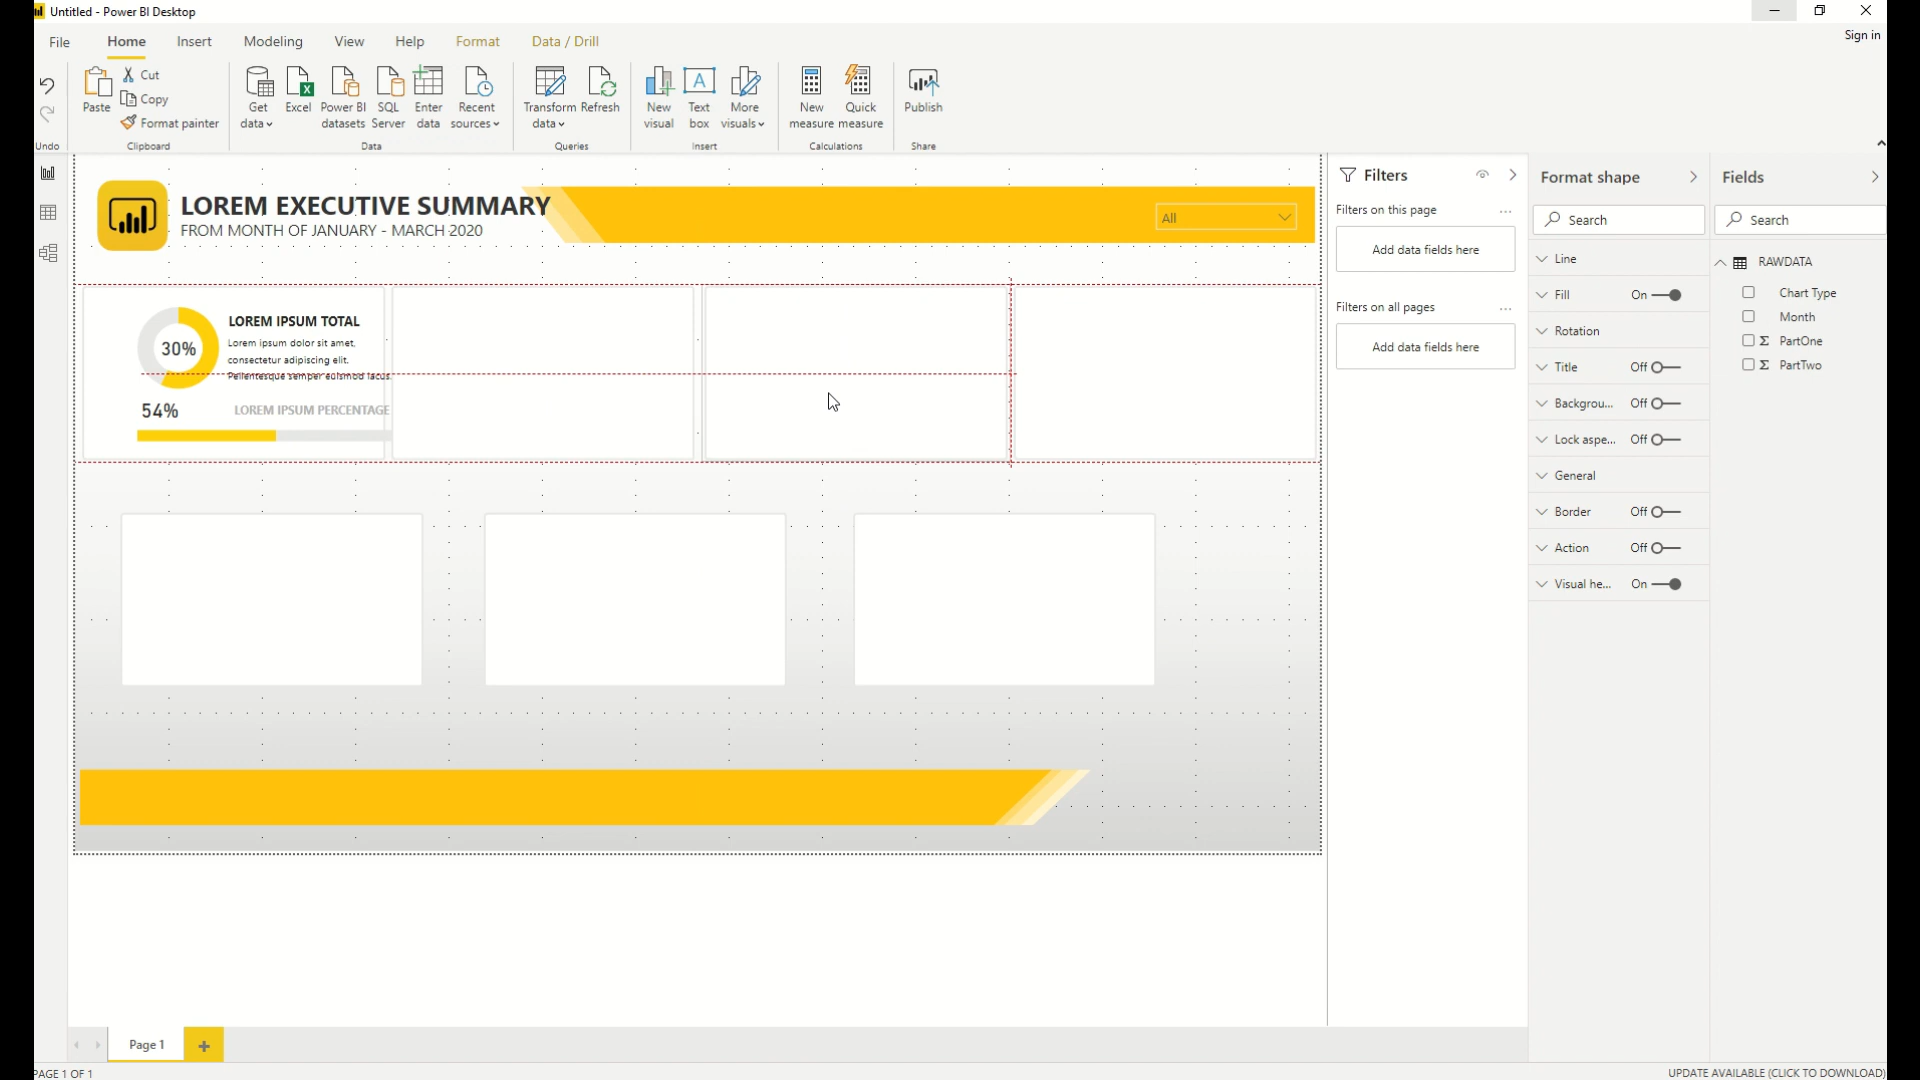 Untitled - Power BI Desktop
Sign in
File Home Insert Modeling View Help Format Data / Drill
Paste
Cut
Copy
Format painter
Get data
Excel
Power BI datasets
SQL Server
Enter data
Recent sources
Transform data
Refresh
New visual
Text box
More visuals
New measure
Quick measure
Publish
Undo Clipboard Data Queries Insert Calculations Share
LOREM EXECUTIVE SUMMARY
FROM MONTH OF JANUARY - MARCH 2020
All
30%
LOREM IPSUM TOTAL
Lorem ipsum dolor sit amet,
consectetur adipiscing elit.
Pellentesque semper euismod lacus
54%
LOREM IPSUM PERCENTAGE
Filters
Filters on this page ...
Add data fields here
Filters on all pages ...
Add data fields here
Format shape
Search
Line
Fill On
Rotation
Title Off
Backgrou... Off
Lock aspe... Off
General
Border Off
Action Off
Visual he... On
Fields
Search
RAWDATA
Chart Type
Month
Σ PartOne
Σ PartTwo
Page 1
PAGE 1 OF 1
UPDATE AVAILABLE (CLICK TO DOWNLOAD)